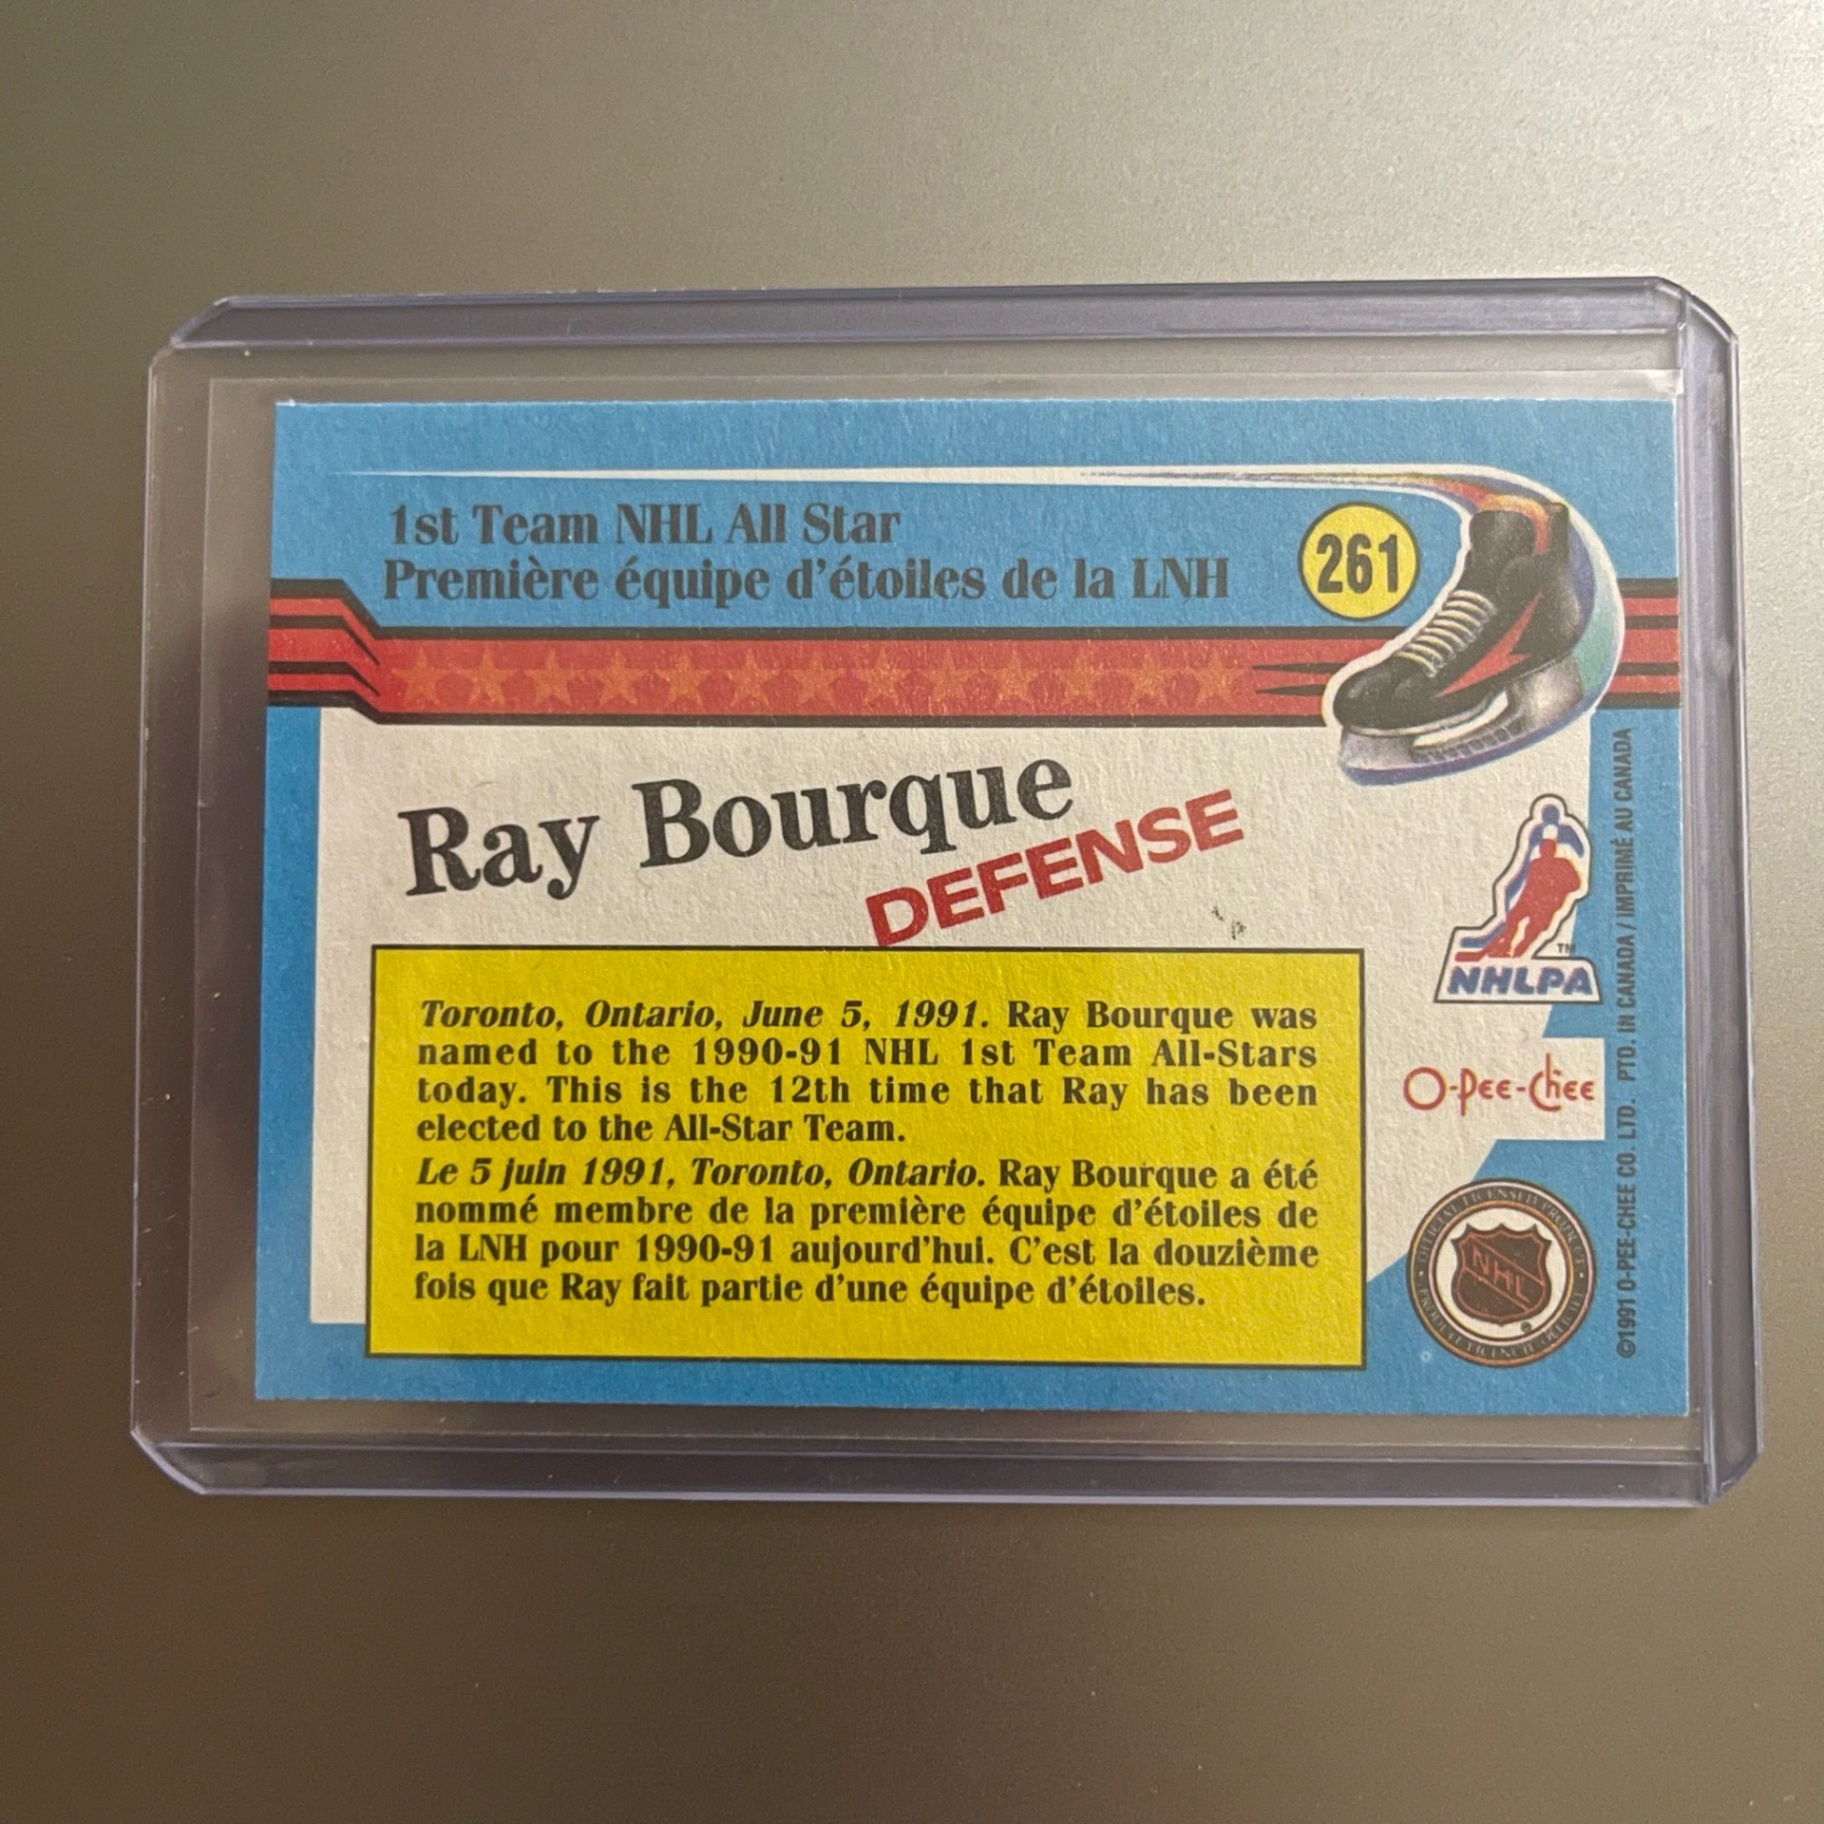 1st Team NHL All Star
Première équipe d'étoiles de la LNH
261
Ray Bourque
DEFENSE
Toronto, Ontario, June 5, 1991. Ray Bourque was
named to the 1990-91 NHL 1st Team All-Stars
today. This is the 12th time that Ray has been
elected to the All-Star Team.
Le 5 juin 1991, Toronto, Ontario. Ray Bourque a été
nommé membre de la première équipe d'étoiles de
la LNH pour 1990-91 aujourd'hui. C'est la douzième
fois que Ray fait partie d'une équipe d'étoiles.
TM
NHLPA
O-Pee-Chee
NHL
©1991 O-PEE-CHEE CO. LTD. PTD. IN CANADA / IMPRIMÉ AU CANADA